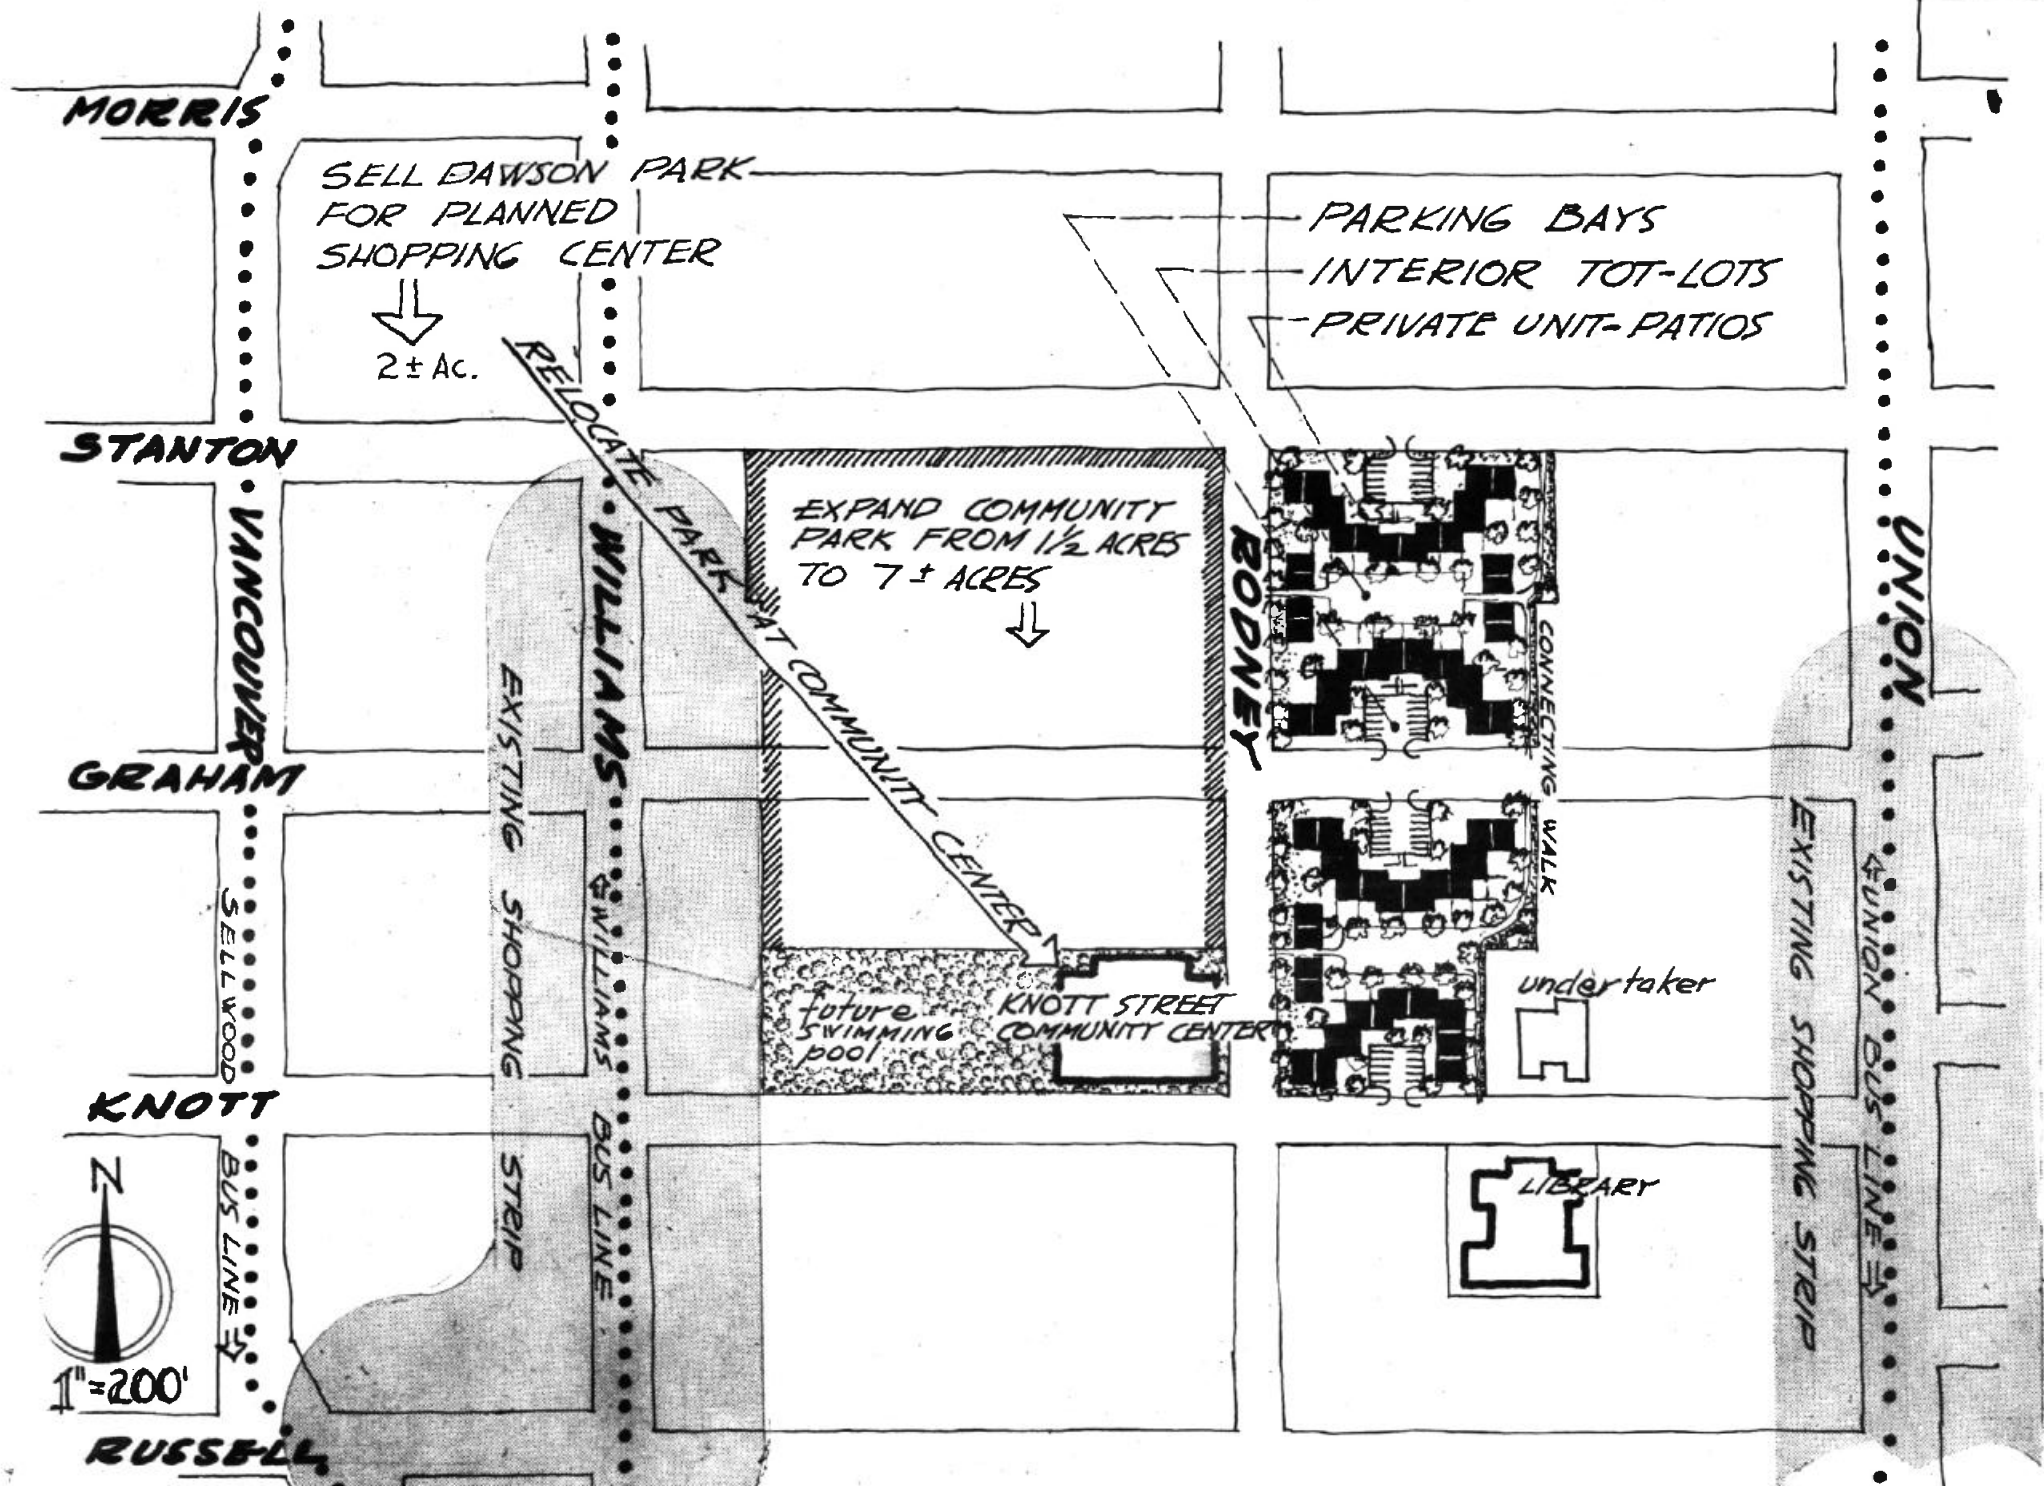 MORRIS
SELL DAWSON PARK
FOR PLANNED
SHOPPING CENTER
2± AC.
PARKING BAYS
INTERIOR TOT-LOTS
PRIVATE UNIT-PATIOS
STANTON
RELOCATE PARK AT COMMUNITY CENTER
EXPAND COMMUNITY
PARK FROM 1½ ACRES
TO 7± ACRES
VANCOUVER
WILLIAMS
RODNEY
UNION
CONNECTING WALK
GRAHAM
EXISTING SHOPPING STRIP
WILLIAMS BUS LINE
SELLWOOD BUS LINE
EXISTING SHOPPING STRIP
UNION BUS LINE
future
SWIMMING
pool
KNOTT STREET
COMMUNITY CENTER
undertaker
KNOTT
LIBRARY
N
1"=200'
RUSSELL